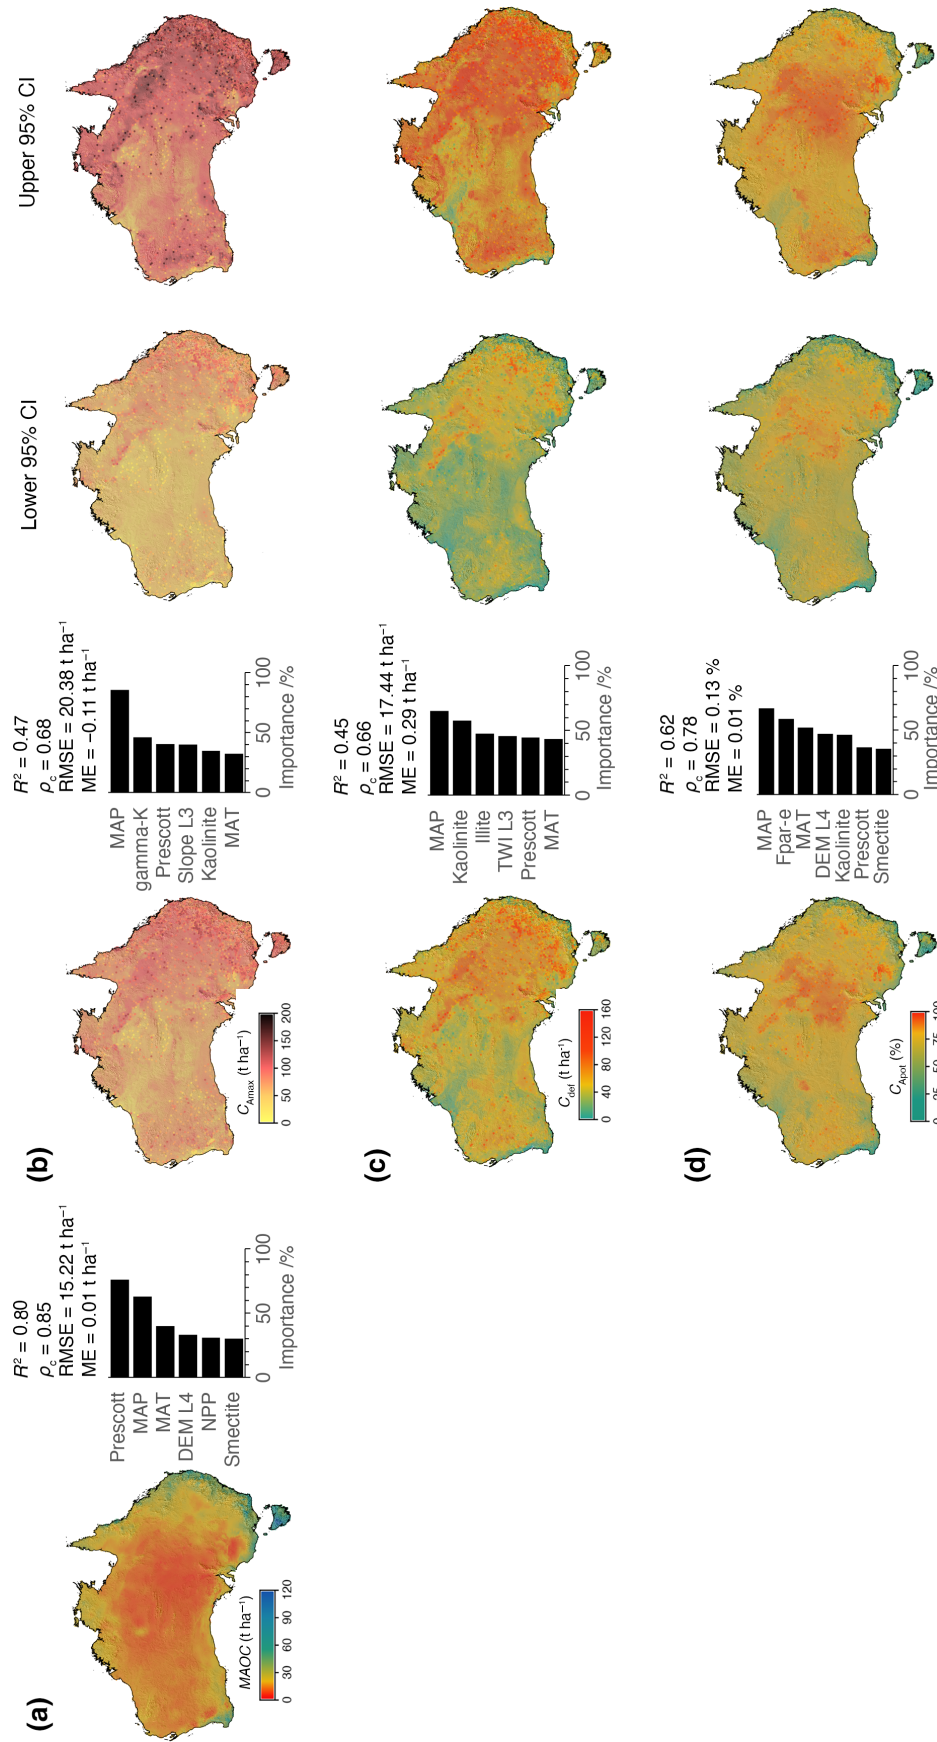 (a)
MAOC (t ha⁻¹)
0 30 60 90 120
R² = 0.80
ρc = 0.85
RMSE = 15.22 t ha⁻¹
ME = 0.01 t ha⁻¹
Prescott
MAP
MAT
DEM L4
NPP
Smectite
0 50 100
Importance /%
Lower 95% CI
Upper 95% CI
(b)
C Amax (t ha⁻¹)
0 50 100 150 200
R² = 0.47
ρc = 0.68
RMSE = 20.38 t ha⁻¹
ME = −0.11 t ha⁻¹
MAP
gamma-K
Prescott
Slope L3
Kaolinite
MAT
0 50 100
Importance /%
(c)
C def (t ha⁻¹)
0 40 80 120 160
R² = 0.45
ρc = 0.66
RMSE = 17.44 t ha⁻¹
ME = 0.29 t ha⁻¹
MAP
Kaolinite
Illite
TWI L3
Prescott
MAT
0 50 100
Importance /%
(d)
C Apot (%)
R² = 0.62
ρc = 0.78
RMSE = 0.13 %
ME = 0.01 %
MAP
Fpar-e
MAT
DEM L4
Kaolinite
Prescott
Smectite
0 50 100
Importance /%